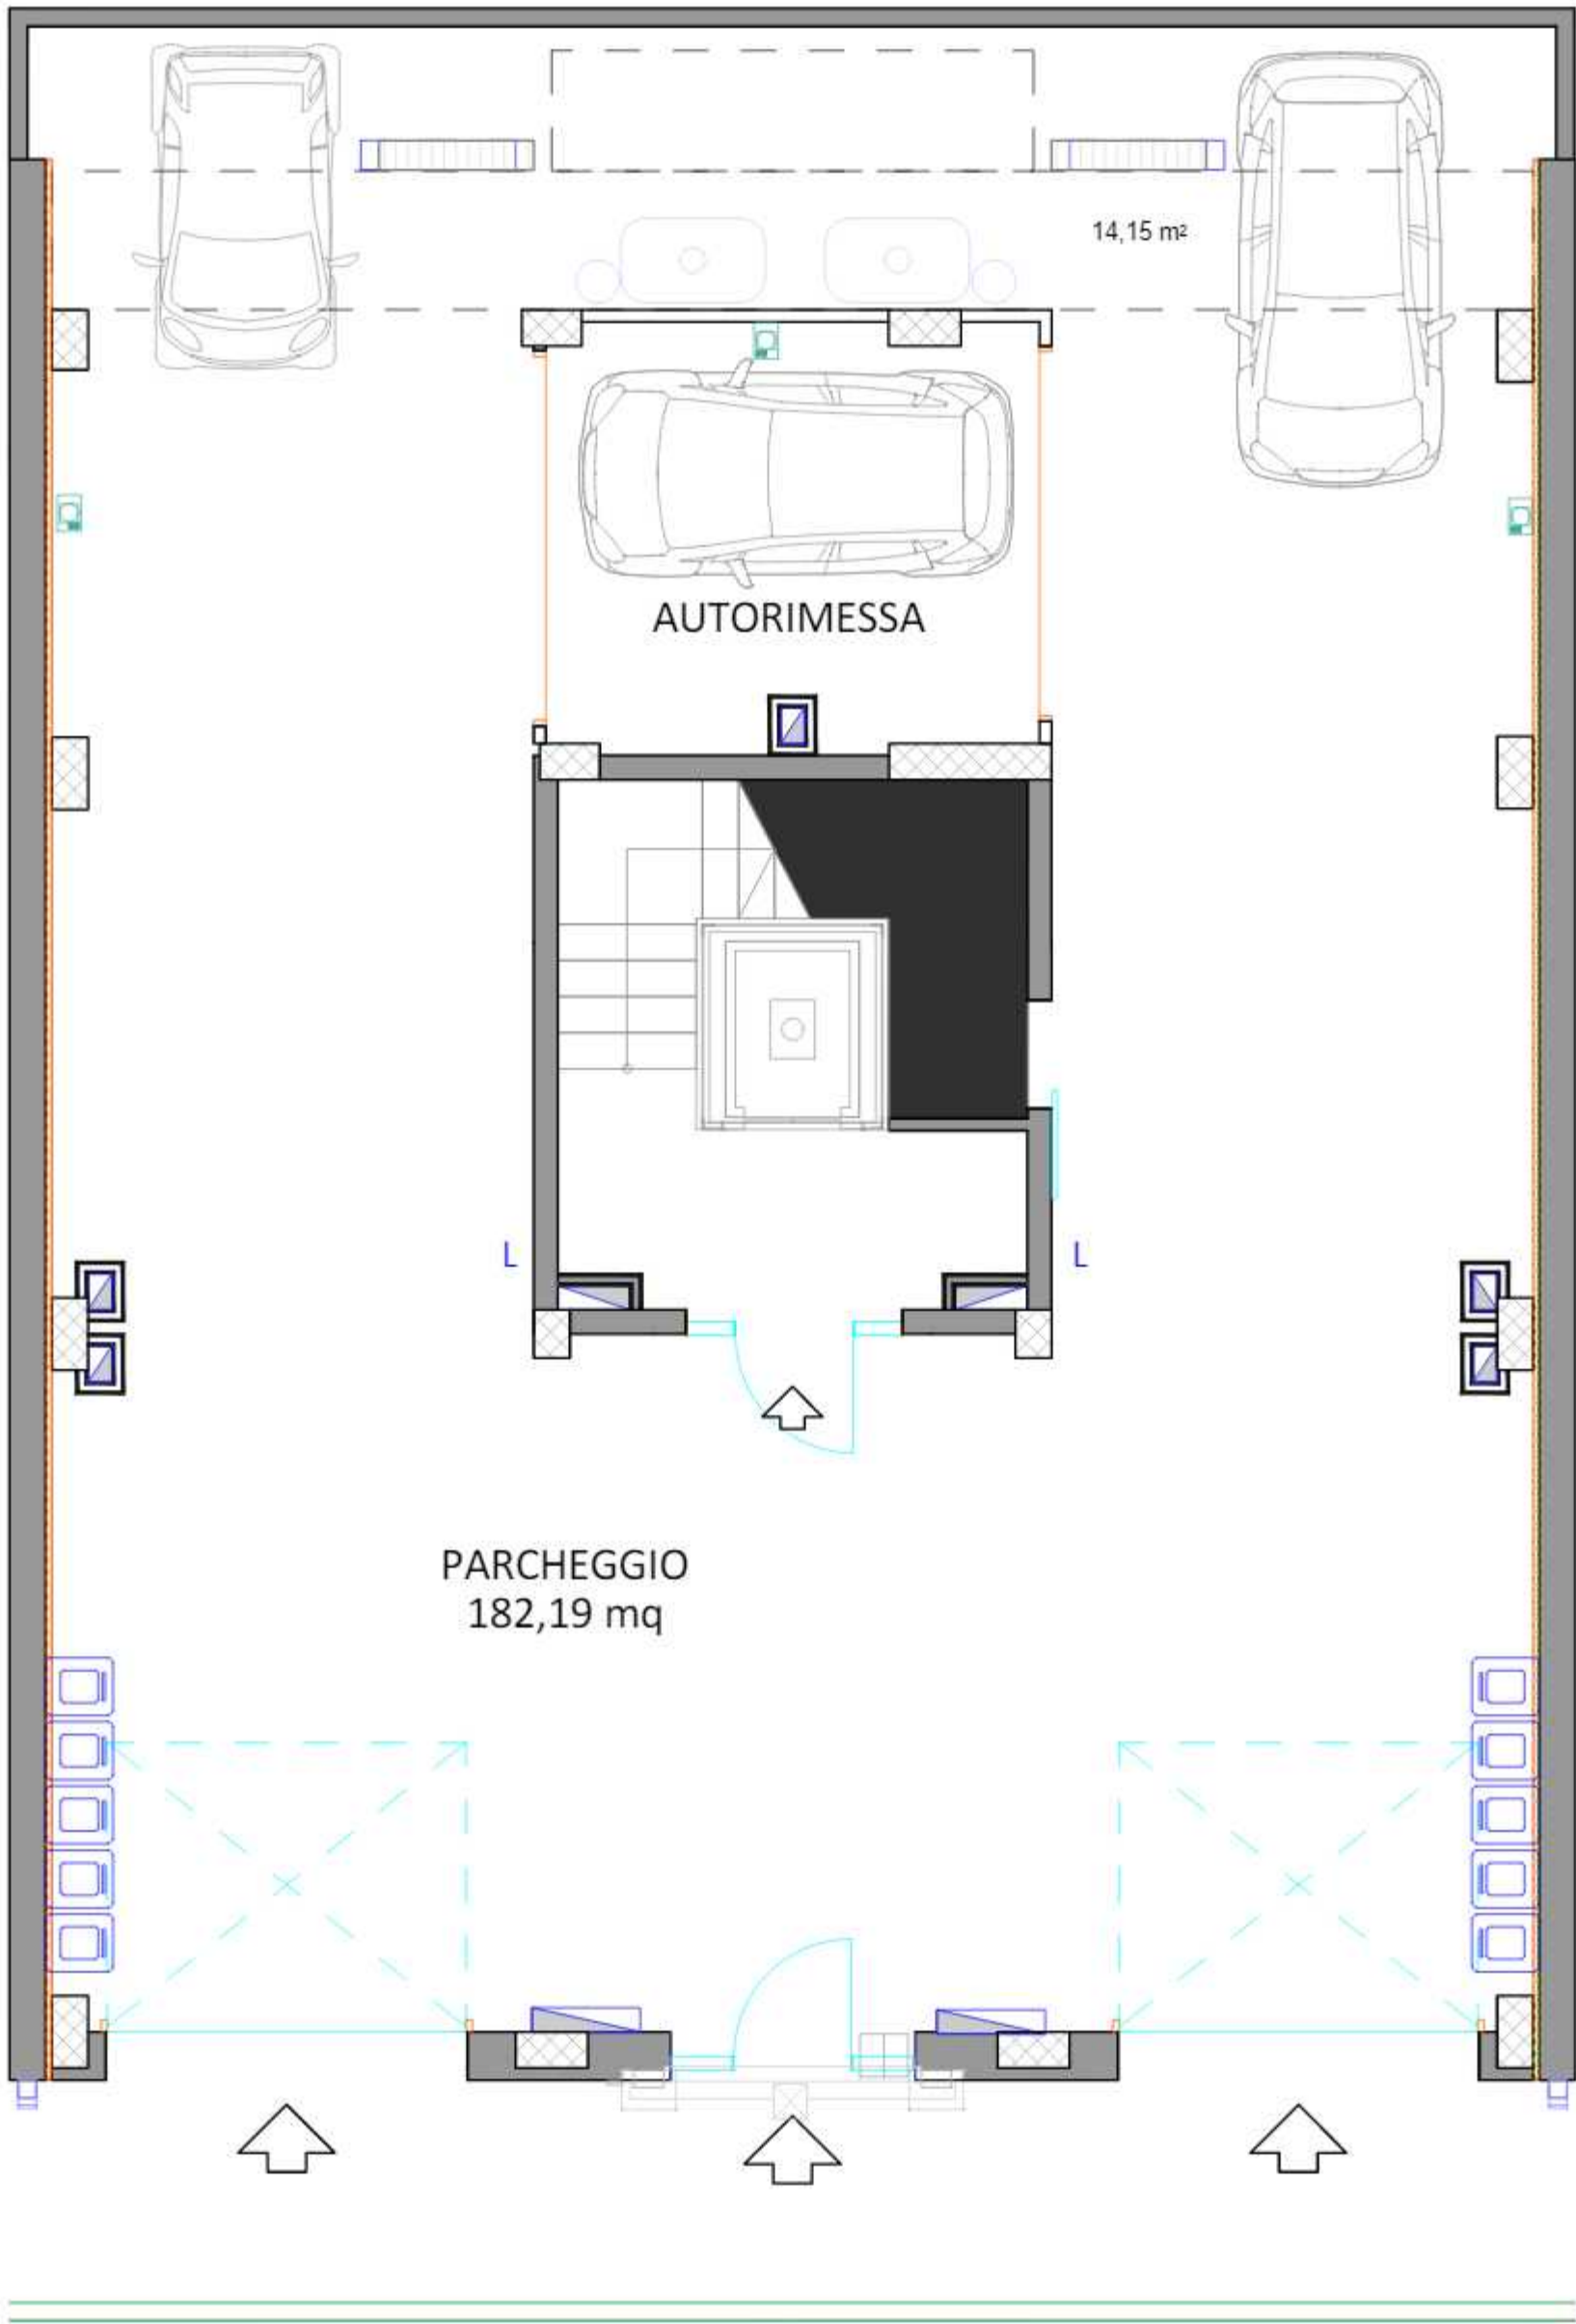 14,15 m²
AUTORIMESSA
L
L
PARCHEGGIO
182,19 mq